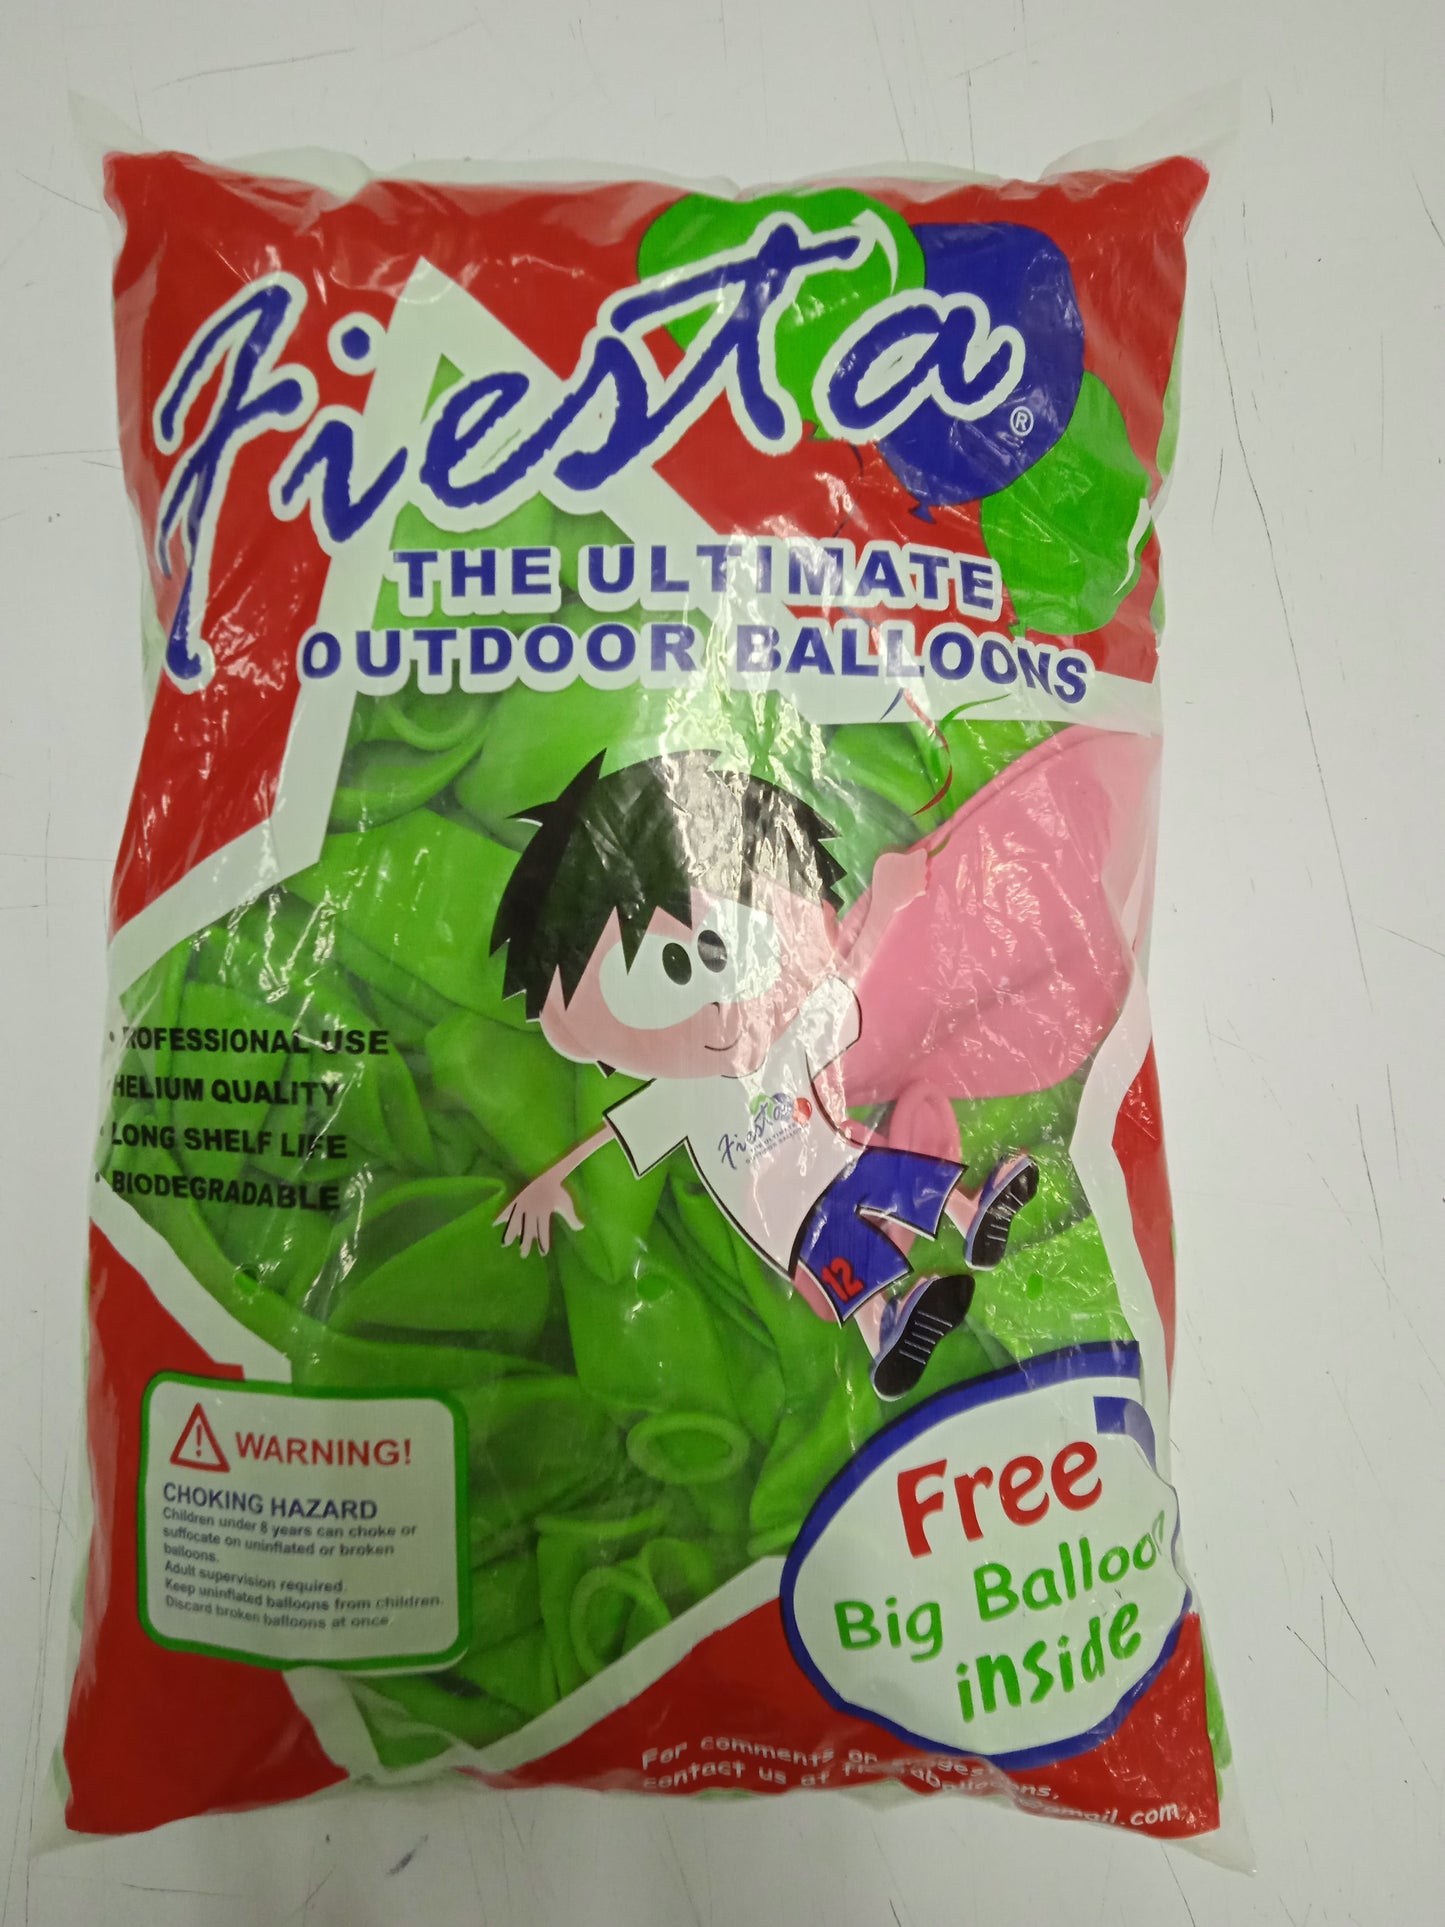 Fiesta
®
THE ULTIMATE
OUTDOOR BALLOONS
• PROFESSIONAL USE
HELIUM QUALITY
• LONG SHELF LIFE
• BIODEGRADABLE
Fiesta
12
WARNING!
CHOKING HAZARD
Children under 8 years can choke or
suffocate on uninflated or broken
balloons.
Adult supervision required.
Keep uninflated balloons from children.
Discard broken balloons at once
Free
Big Balloon
inside
For comments or
contact us at